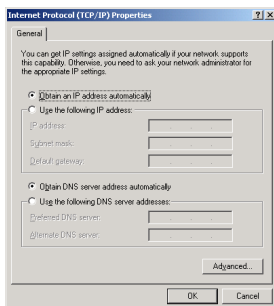 Internet Protocol (TCP/IP) Properties
General
You can get IP settings assigned automatically if your network supports
this capability. Otherwise, you need to ask your network administrator for
the appropriate IP settings.
Obtain an IP address automatically
Use the following IP address:
IP address:
Subnet mask:
Default gateway:
Obtain DNS server address automatically
Use the following DNS server addresses:
Preferred DNS server:
Alternate DNS server:
Advanced...
OK Cancel